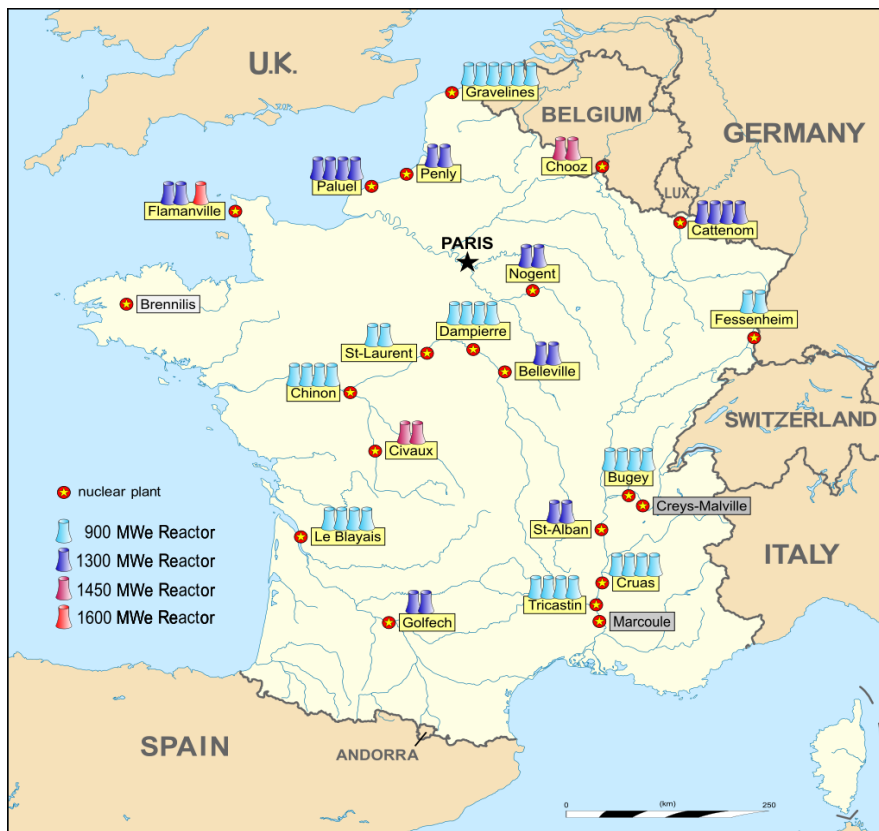 U.K.
Gravelines
BELGIUM
GERMANY
Penly
Chooz
Paluel
LUX.
Flamanville
Cattenom
PARIS
Nogent
Brennilis
Fessenheim
Dampierre
St-Laurent
Belleville
Chinon
SWITZERLAND
Civaux
Bugey
nuclear plant
Creys-Malville
900 MWe Reactor
St-Alban
Le Blayais
1300 MWe Reactor
ITALY
Cruas
1450 MWe Reactor
Tricastin
1600 MWe Reactor
Golfech
Marcoule
SPAIN
ANDORRA
(km)
0
250